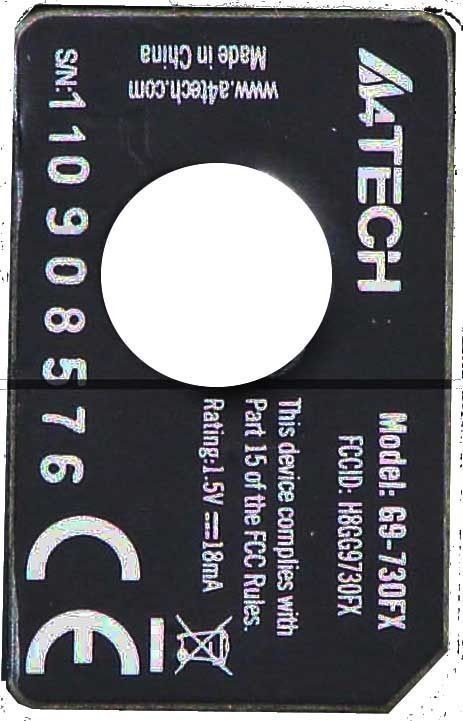 A4TECH
Model: G9-730FX
FCCID: H8GG9730FX
This device complies with
Part 15 of the FCC Rules.
Rating:1.5V ⎓18mA
www.a4tech.com
Made in China
S/N:110908576
CE